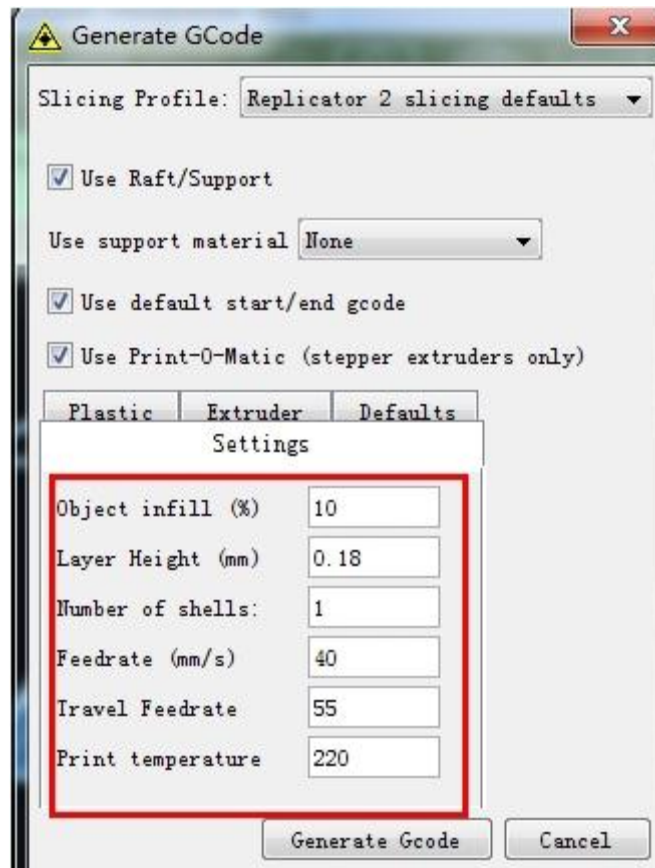 Generate GCode
Slicing Profile: Replicator 2 slicing defaults
Use Raft/Support
Use support material None
Use default start/end gcode
Use Print-O-Matic (stepper extruders only)
Plastic Extruder Defaults
Settings
Object infill (%) 10
Layer Height (mm) 0.18
Number of shells: 1
Feedrate (mm/s) 40
Travel Feedrate 55
Print temperature 220
Generate Gcode Cancel